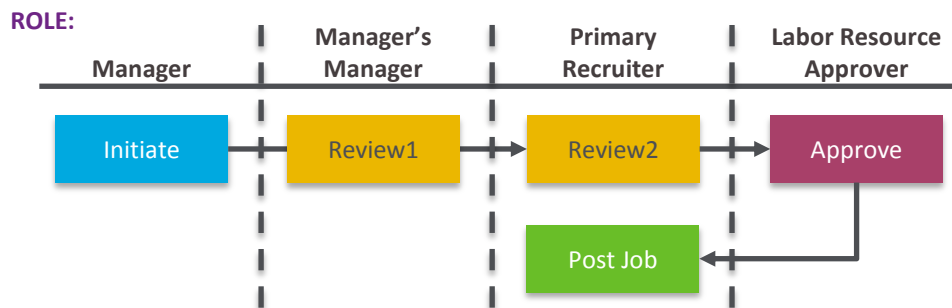 ROLE:
Manager
Manager's
Manager
Primary
Recruiter
Labor Resource
Approver
Initiate
Review1
Review2
Approve
Post Job